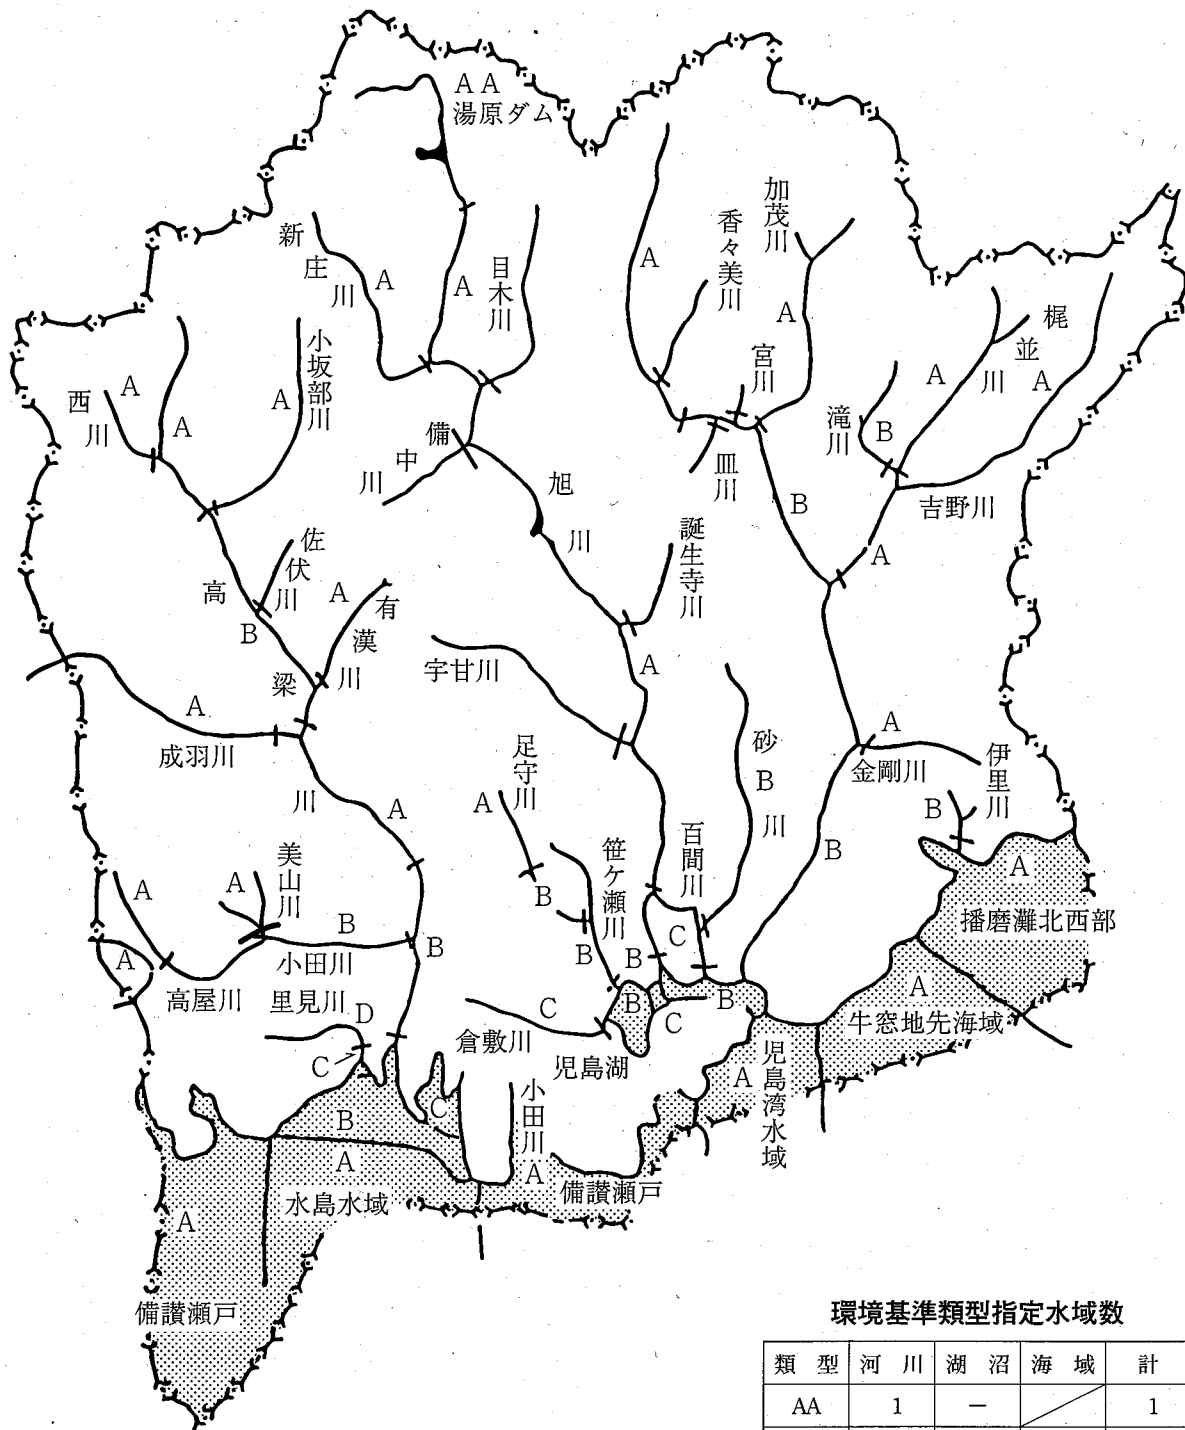 AA
湯原ダム
新庄川
A
A
目木川
A
香々美川
加茂川
A
宮川
皿川
梶並川
A
A
滝川
B
吉野川
A
B
西川
A
A
小坂部川
A
備中川
旭川
誕生寺川
佐伯川
有漢川
A
高梁川
B
成羽川
A
宇甘川
A
足守川
A
B
笹ケ瀬川
B
百間川
C
砂川
B
金剛川
A
伊里川
B
B
A
美山川
A
A
A
小田川
B
高屋川
B
里見川
D
C
倉敷川
C
児島湖
B
B
C
B
A
播磨灘北西部
A
牛窓地先海域
A
児島湾水域
小田川
C
B
A
水島水域
A
備讃瀬戸
A
備讃瀬戸
環境基準類型指定水域数
類型 河川 湖沼 海域 計
AA 1 － 1